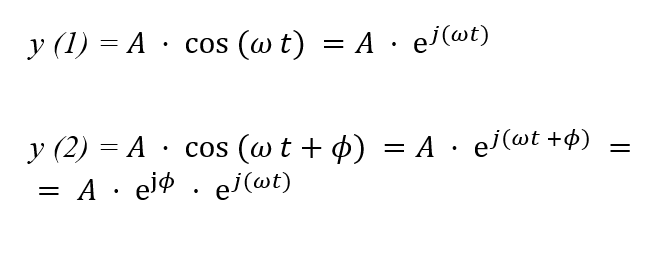 y (1) = A · cos (ω t) = A · e^{j(ωt)}
y (2) = A · cos (ω t + ϕ) = A · e^{j(ωt +ϕ)} =
= A · e^{jϕ} · e^{j(ωt)}